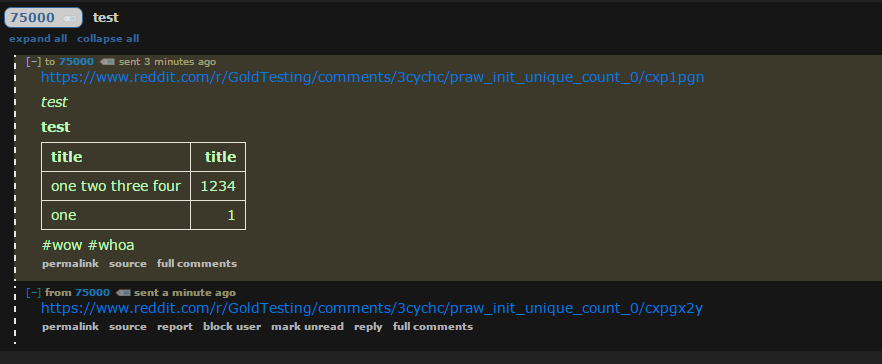 75000 test
expand all collapse all
[−] to 75000 sent 3 minutes ago
https://www.reddit.com/r/GoldTesting/comments/3cychc/praw_init_unique_count_0/cxp1pgn
test
test
title title
one two three four 1234
one 1
#wow #whoa
permalink source full comments
[−] from 75000 sent a minute ago
https://www.reddit.com/r/GoldTesting/comments/3cychc/praw_init_unique_count_0/cxpgx2y
permalink source report block user mark unread reply full comments